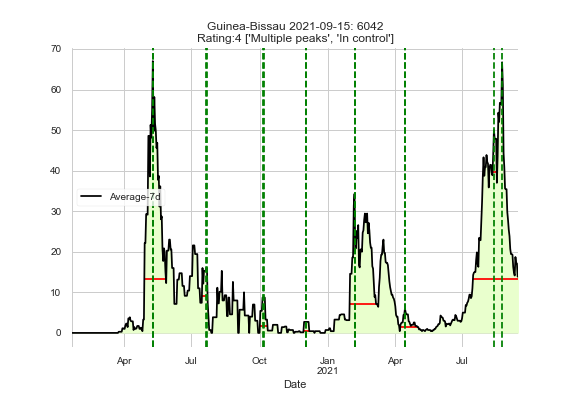 Guinea-Bissau 2021-09-15: 6042
Rating:4 ['Multiple peaks', 'In control']
70
60
50
40
30
20
10
0
Average-7d
Apr Jul Oct Jan Apr Jul
2021
Date